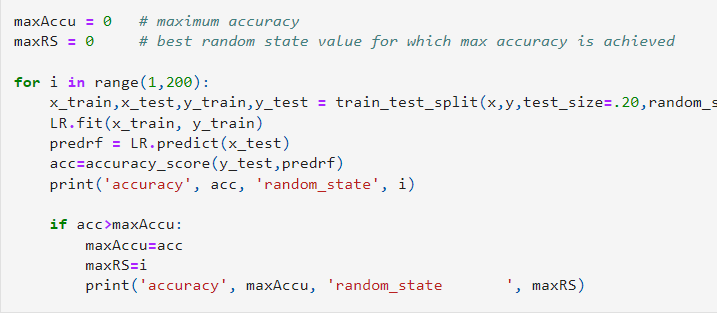 maxAccu = 0   # maximum accuracy
maxRS = 0     # best random state value for which max accuracy is achieved
for i in range(1,200):
    x_train,x_test,y_train,y_test = train_test_split(x,y,test_size=.20,random_s
    LR.fit(x_train, y_train)
    predrf = LR.predict(x_test)
    acc=accuracy_score(y_test,predrf)
    print('accuracy', acc, 'random_state', i)
    if acc>maxAccu:
        maxAccu=acc
        maxRS=i
        print('accuracy', maxAccu, 'random_state       ', maxRS)